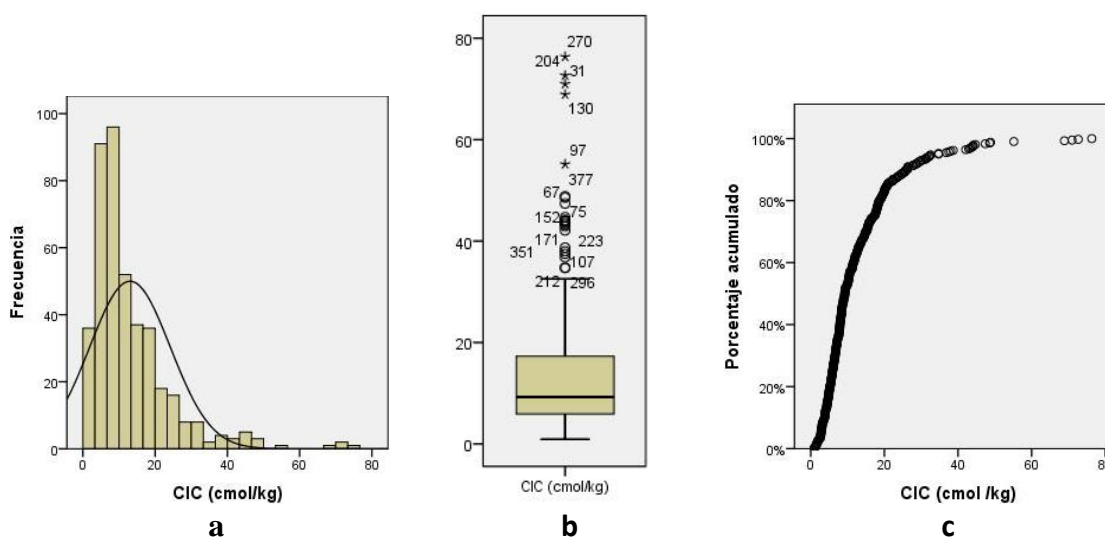 Frecuencia
100
80
60
40
20
0
0 20 40 60 80
CIC (cmol/kg)
a
80
60
40
20
0
270
204 31
130
97
377
67
152 75
171 223
351
107
212 296
CIC (cmol/kg)
b
Porcentaje acumulado
100%
80%
60%
40%
20%
0%
0 20 40 60 80
CIC (cmol /kg)
c